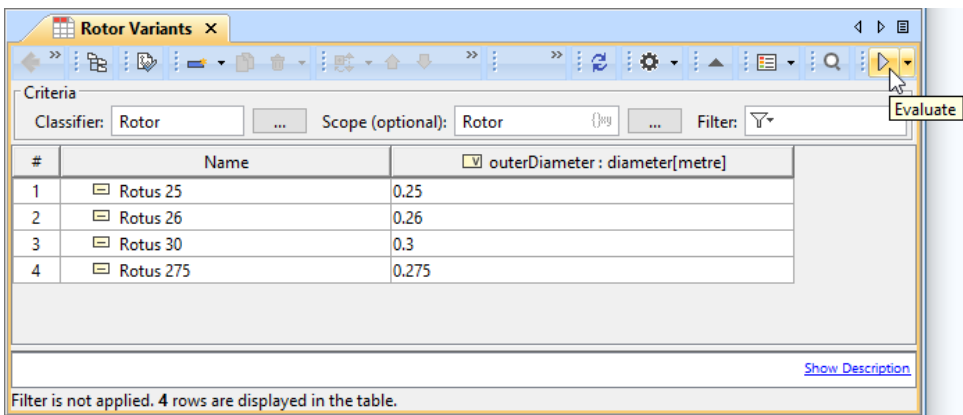 Rotor Variants
Evaluate
Criteria
Classifier: Rotor ... Scope (optional): Rotor {}xy ... Filter:
# Name V outerDiameter : diameter[metre]
1 Rotus 25 0.25
2 Rotus 26 0.26
3 Rotus 30 0.3
4 Rotus 275 0.275
Show Description
Filter is not applied. 4 rows are displayed in the table.